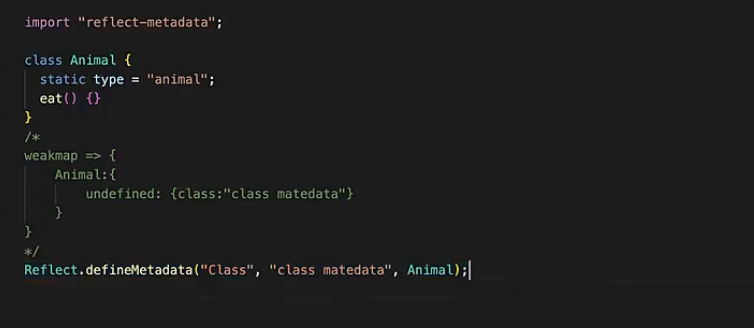 import "reflect-metadata";
class Animal {
static type = "animal";
eat() {}
}
/*
weakmap => {
Animal:{
undefined: {class:"class matedata"}
}
}
*/
Reflect.defineMetadata("Class", "class matedata", Animal);